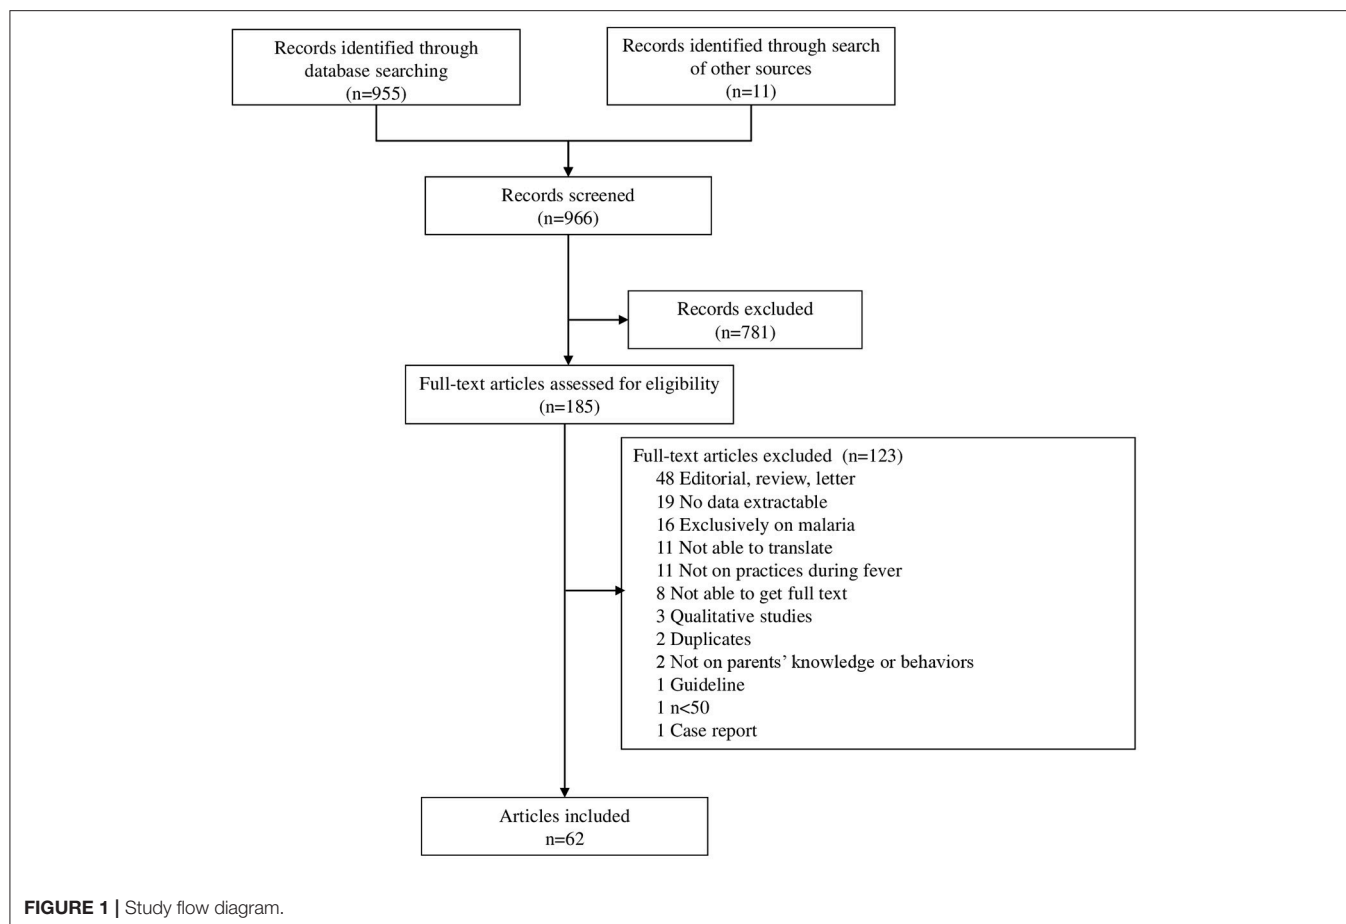 Records identified through
database searching
(n=955)
Records identified through search
of other sources
(n=11)
Records screened
(n=966)
Records excluded
(n=781)
Full-text articles assessed for eligibility
(n=185)
Full-text articles excluded (n=123)
48 Editorial, review, letter
19 No data extractable
16 Exclusively on malaria
11 Not able to translate
11 Not on practices during fever
8 Not able to get full text
3 Qualitative studies
2 Duplicates
2 Not on parents’ knowledge or behaviors
1 Guideline
1 n<50
1 Case report
Articles included
n=62
FIGURE 1 | Study flow diagram.